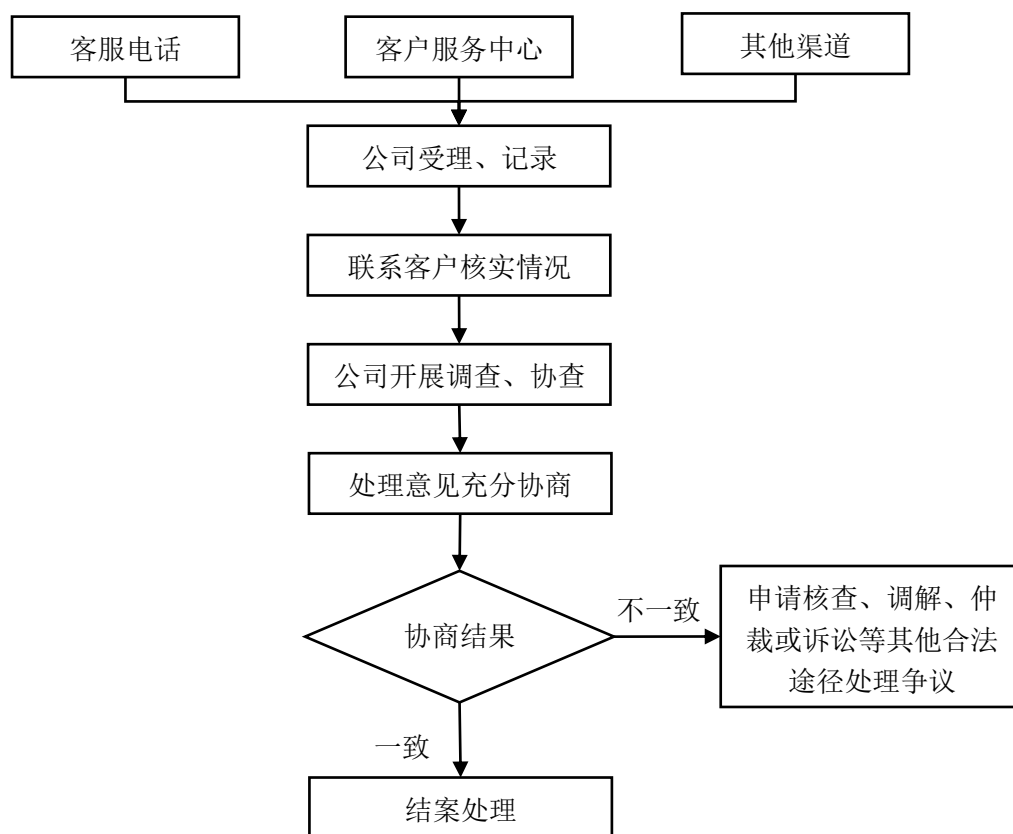 客服电话
客户服务中心
其他渠道
公司受理、记录
联系客户核实情况
公司开展调查、协查
处理意见充分协商
协商结果
不一致
申请核查、调解、仲
裁或诉讼等其他合法
途径处理争议
一致
结案处理